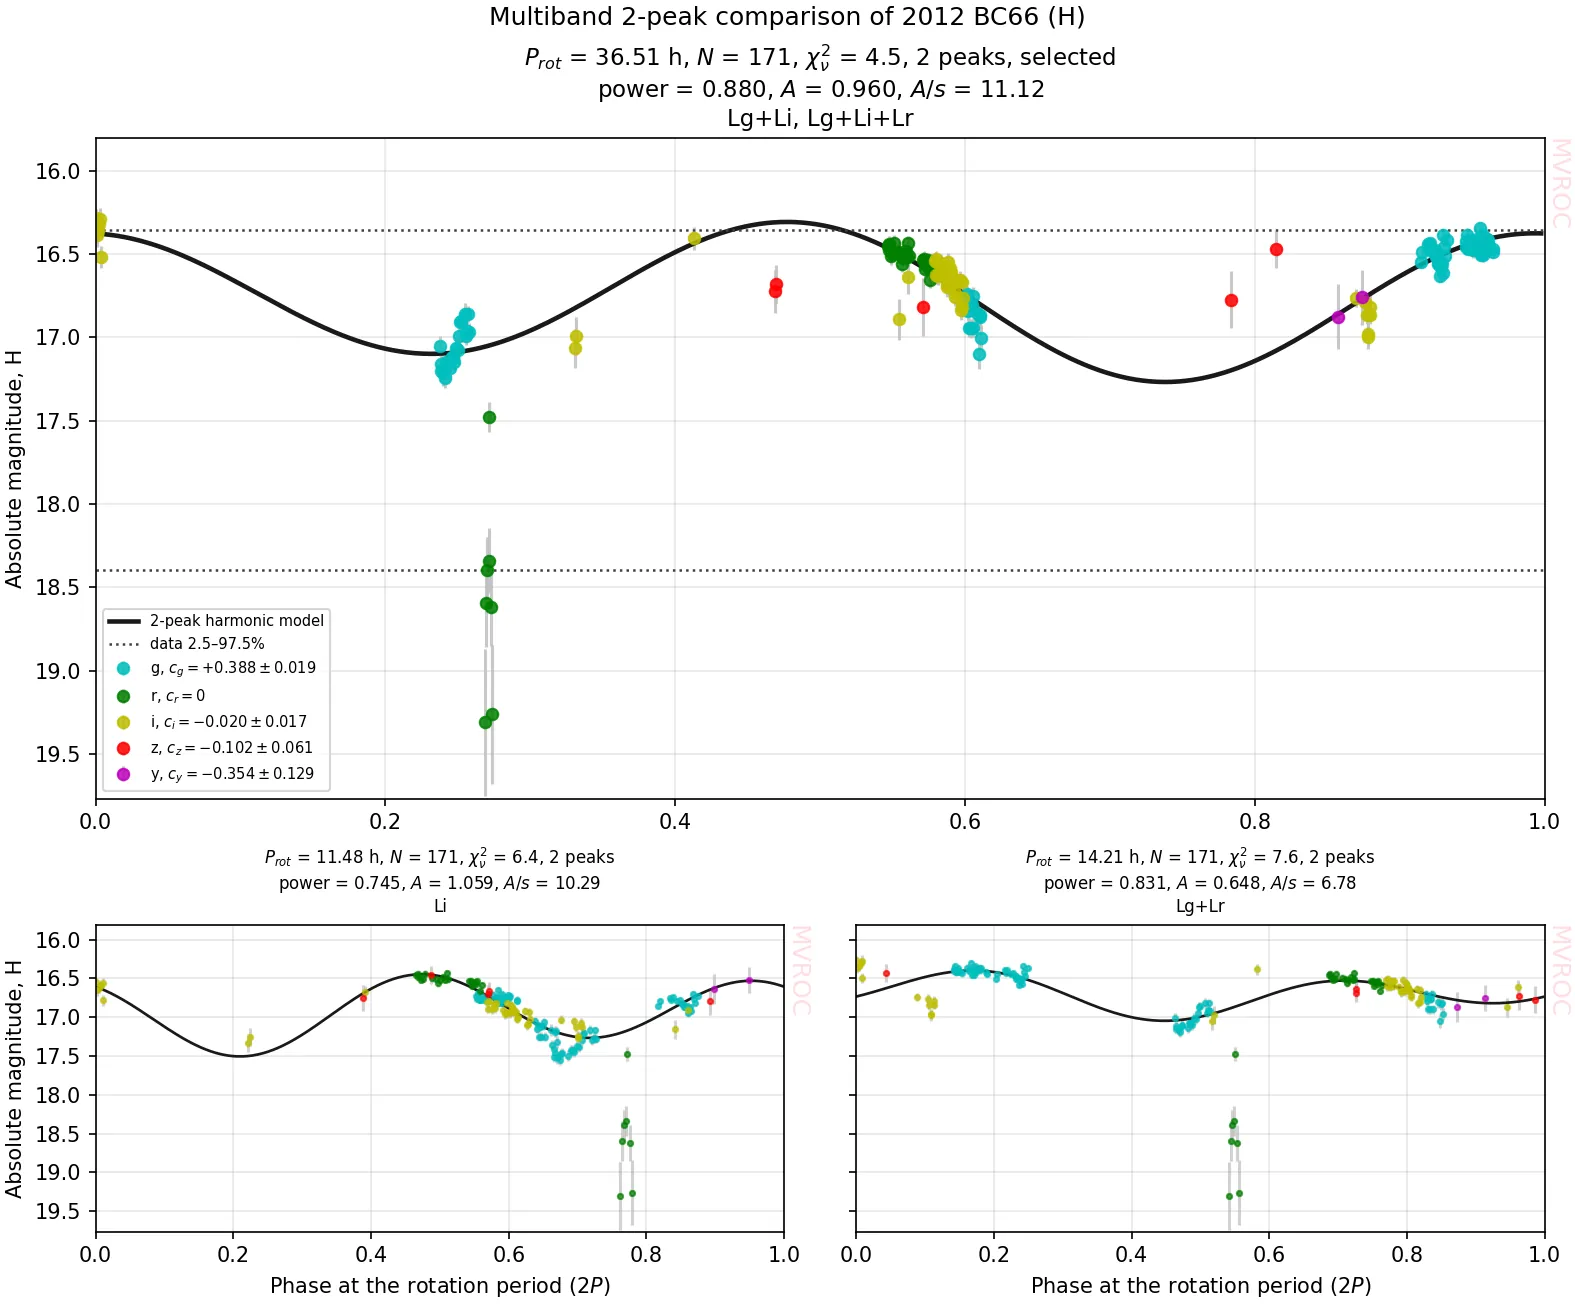 Multiband 2-peak comparison of 2012 BC66 (H)
P_rot = 36.51 h, N = 171, χ²_ν = 4.5, 2 peaks, selected
power = 0.880, A = 0.960, A/s = 11.12
Lg+Li, Lg+Li+Lr
MVROC
Absolute magnitude, H
16.0
16.5
17.0
17.5
18.0
18.5
19.0
19.5
2-peak harmonic model
data 2.5–97.5%
g, c_g = +0.388 ± 0.019
r, c_r = 0
i, c_i = −0.020 ± 0.017
z, c_z = −0.102 ± 0.061
y, c_y = −0.354 ± 0.129
0.0 0.2 0.4 0.6 0.8 1.0
P_rot = 11.48 h, N = 171, χ²_ν = 6.4, 2 peaks
power = 0.745, A = 1.059, A/s = 10.29
Li
MVROC
Absolute magnitude, H
16.0
16.5
17.0
17.5
18.0
18.5
19.0
19.5
0.0 0.2 0.4 0.6 0.8 1.0
Phase at the rotation period (2P)
P_rot = 14.21 h, N = 171, χ²_ν = 7.6, 2 peaks
power = 0.831, A = 0.648, A/s = 6.78
Lg+Lr
MVROC
0.0 0.2 0.4 0.6 0.8 1.0
Phase at the rotation period (2P)